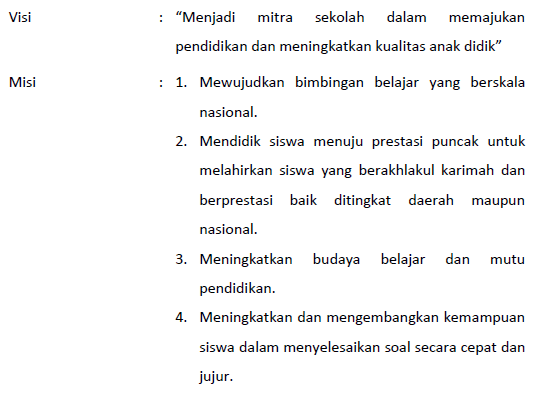 Visi : “Menjadi mitra sekolah dalam memajukan
pendidikan dan meningkatkan kualitas anak didik”
Misi : 1. Mewujudkan bimbingan belajar yang berskala
nasional.
2. Mendidik siswa menuju prestasi puncak untuk
melahirkan siswa yang berakhlakul karimah dan
berprestasi baik ditingkat daerah maupun
nasional.
3. Meningkatkan budaya belajar dan mutu
pendidikan.
4. Meningkatkan dan mengembangkan kemampuan
siswa dalam menyelesaikan soal secara cepat dan
jujur.